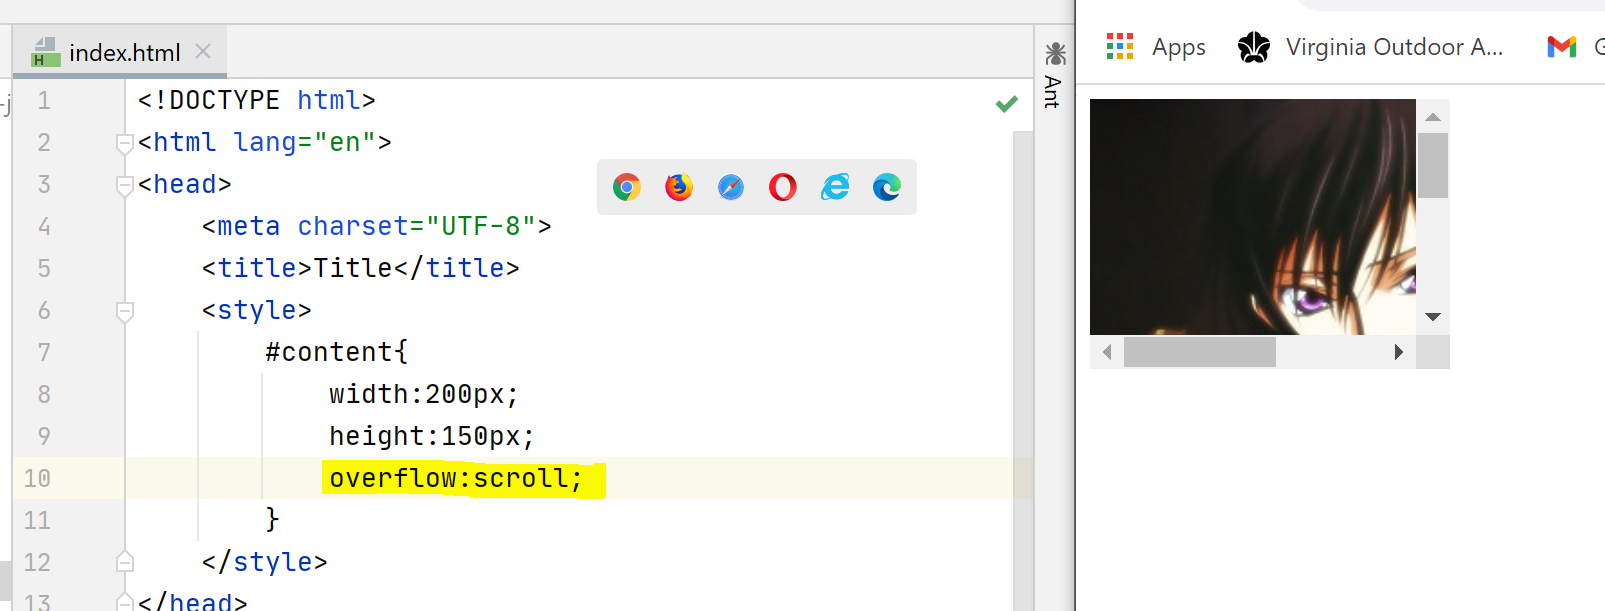 index.html
Ant
1 <!DOCTYPE html>
2 <html lang="en">
3 <head>
4 <meta charset="UTF-8">
5 <title>Title</title>
6 <style>
7 #content{
8 width:200px;
9 height:150px;
10 overflow:scroll;
11 }
12 </style>
13 </head>
Apps
Virginia Outdoor A...